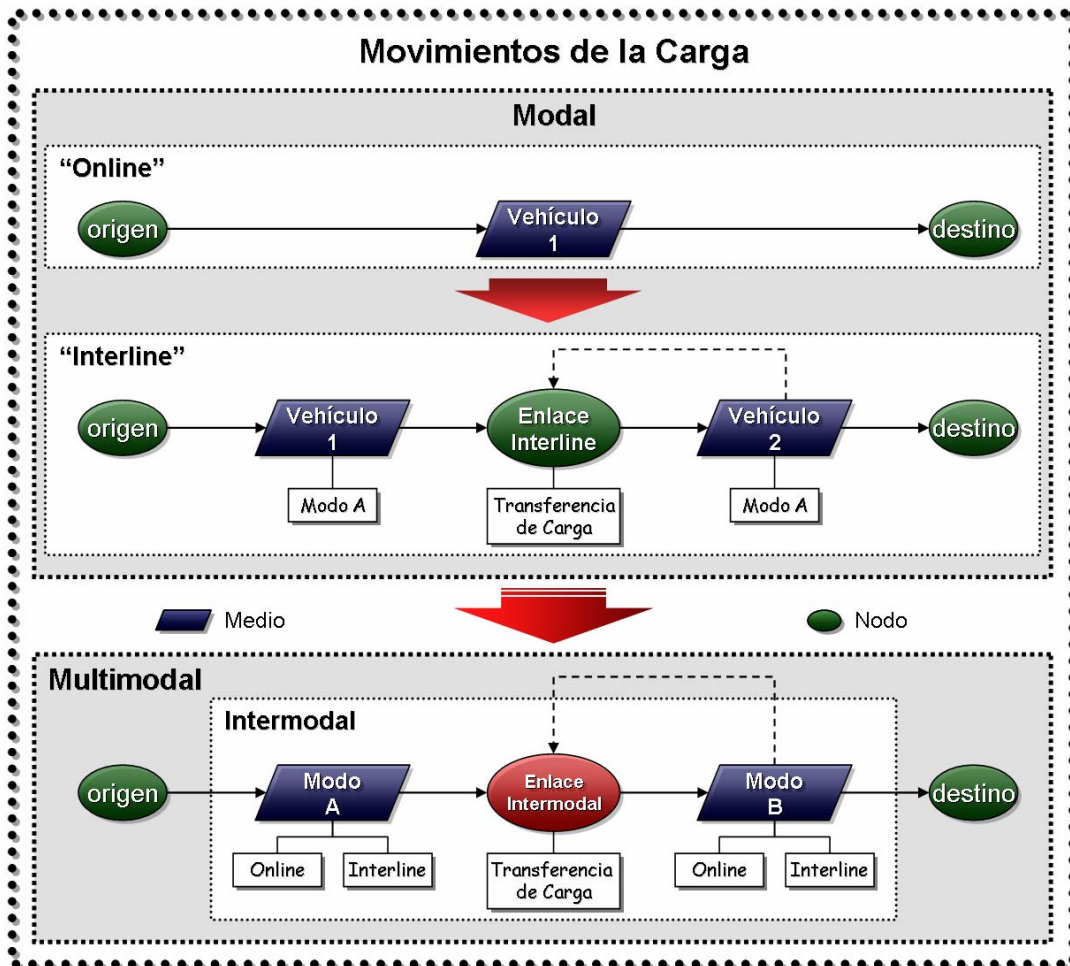 Movimientos de la Carga
Modal
“Online”
origen
Vehículo
1
destino
“Interline”
origen
Vehículo
1
Enlace
Interline
Vehículo
2
destino
Modo A
Transferencia
de Carga
Modo A
Medio
Nodo
Multimodal
Intermodal
origen
Modo
A
Enlace
Intermodal
Modo
B
destino
Online
Interline
Transferencia
de Carga
Online
Interline